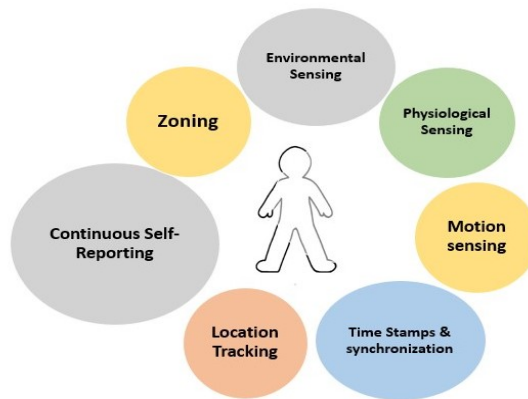 Environmental
Sensing
Zoning
Physiological
Sensing
Continuous Self-
Reporting
Motion
sensing
Location
Tracking
Time Stamps &
synchronization